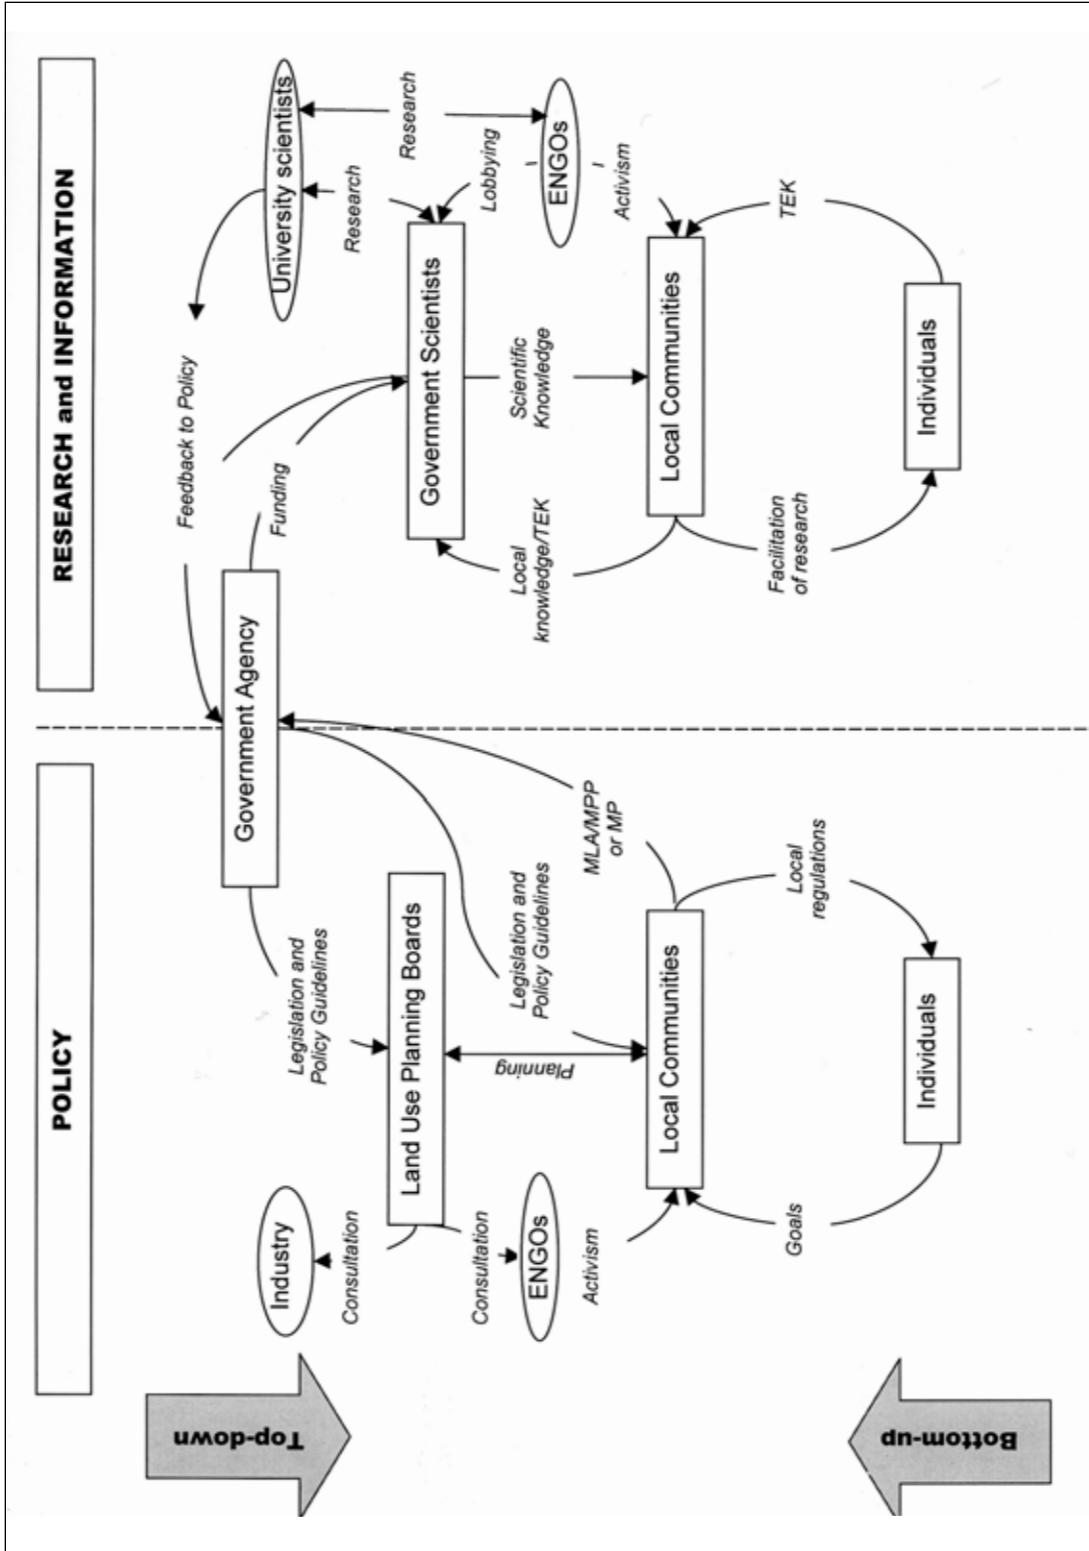 POLICY
RESEARCH and INFORMATION
Top-down
Bottom-up
Industry
Consultation
Consultation
ENGOs
Activism
Land Use Planning Boards
Legislation and
Policy Guidelines
Government Agency
Legislation and
Policy Guidelines
Planning
MLA/MPP
or MP
Local Communities
Goals
Local
regulations
Individuals
Feedback to Policy
Funding
University scientists
Research
Research
Government Scientists
Lobbying
ENGOs
Activism
Local
knowledge/TEK
Scientific
Knowledge
Local Communities
Facilitation
of research
TEK
Individuals